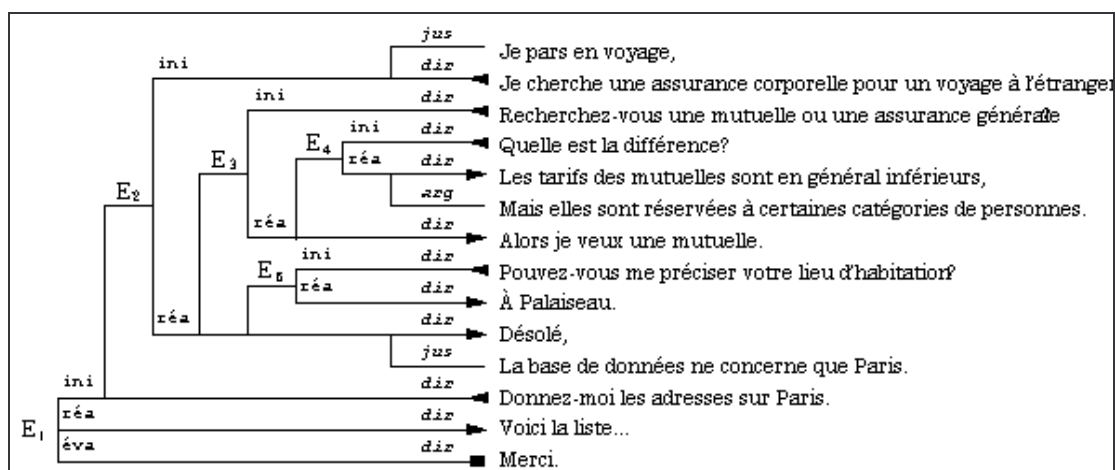 jus Je pars en voyage,
ini dir Je cherche une assurance corporelle pour un voyage à l'étranger
ini dir Recherchez-vous une mutuelle ou une assurance générale?
E4 ini dir Quelle est la différence?
E3 réa dir Les tarifs des mutuelles sont en général inférieurs,
E2 arg Mais elles sont réservées à certaines catégories de personnes.
réa dir Alors je veux une mutuelle.
ini dir Pouvez-vous me préciser votre lieu d'habitation?
E5 réa dir À Palaiseau.
réa dir Désolé,
jus La base de données ne concerne que Paris.
ini dir Donnez-moi les adresses sur Paris.
E1 réa dir Voici la liste...
éva dir Merci.